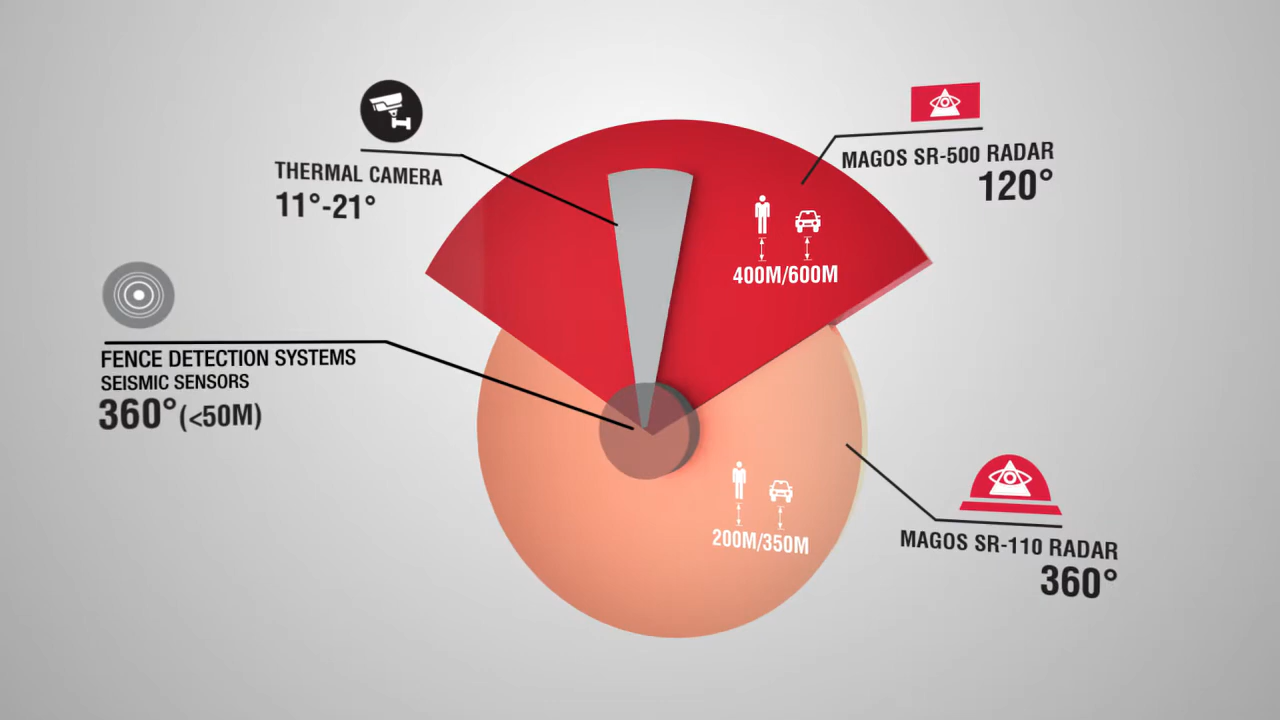 THERMAL CAMERA
11°-21°
MAGOS SR-500 RADAR
120°
400M/600M
FENCE DETECTION SYSTEMS
SEISMIC SENSORS
360° (<50M)
200M/350M
MAGOS SR-110 RADAR
360°